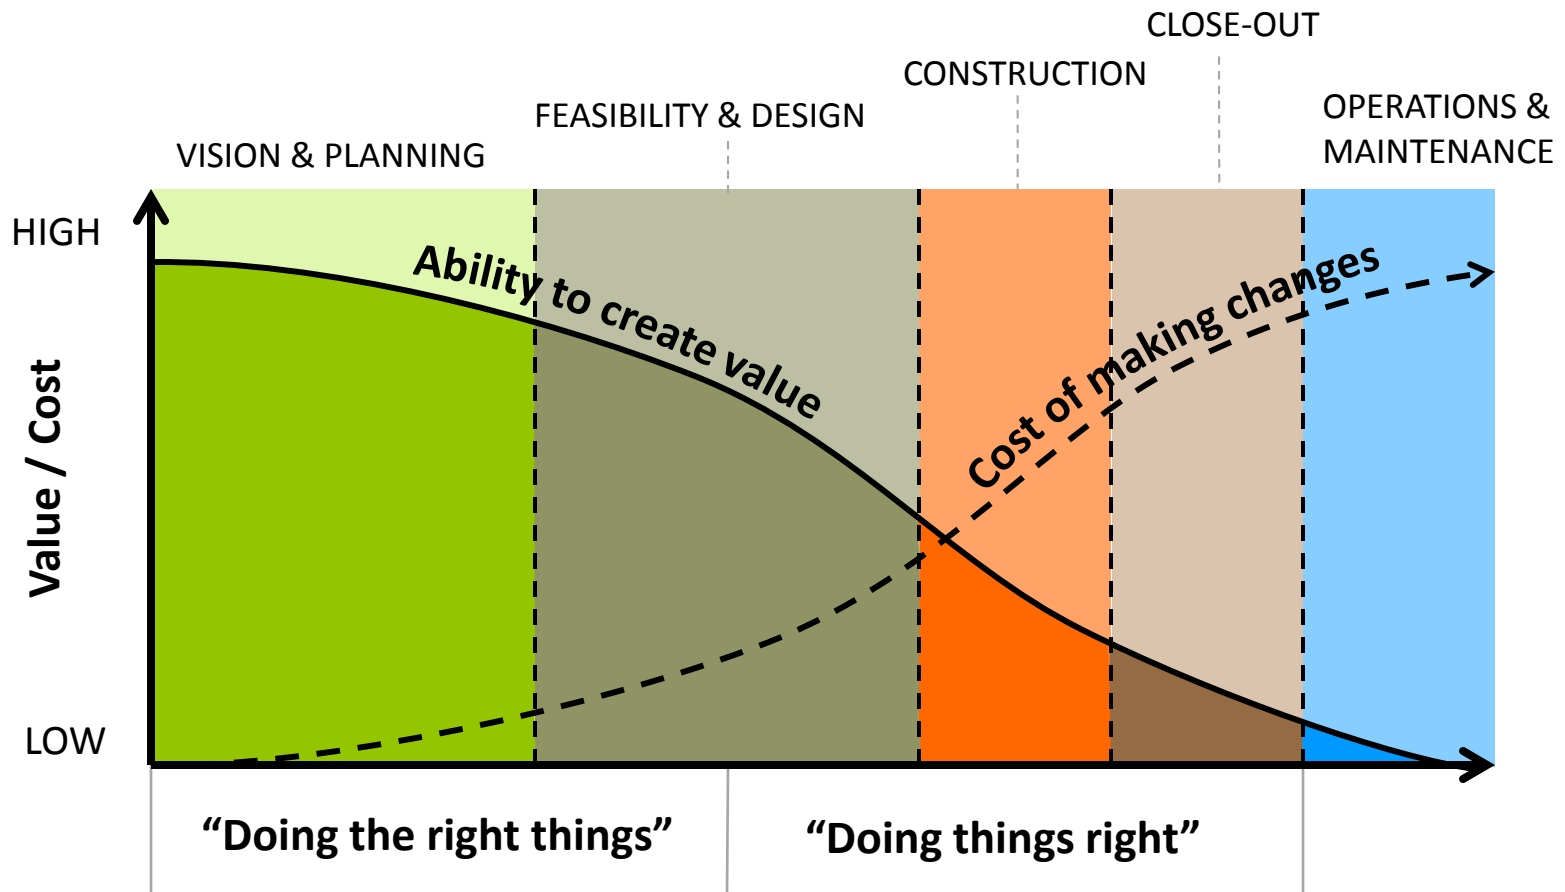 CLOSE-OUT
CONSTRUCTION
FEASIBILITY & DESIGN
OPERATIONS &
MAINTENANCE
VISION & PLANNING
HIGH
Ability to create value
Cost of making changes
Value / Cost
LOW
“Doing the right things”
“Doing things right”